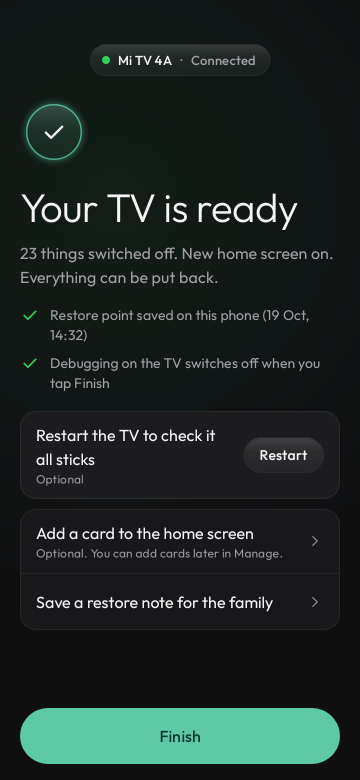 Mi TV 4A · Connected
Your TV is ready
23 things switched off. New home screen on.
Everything can be put back.
Restore point saved on this phone (19 Oct,
14:32)
Debugging on the TV switches off when you
tap Finish
Restart the TV to check it
all sticks
Optional
Restart
Add a card to the home screen
Optional. You can add cards later in Manage.
Save a restore note for the family
Finish